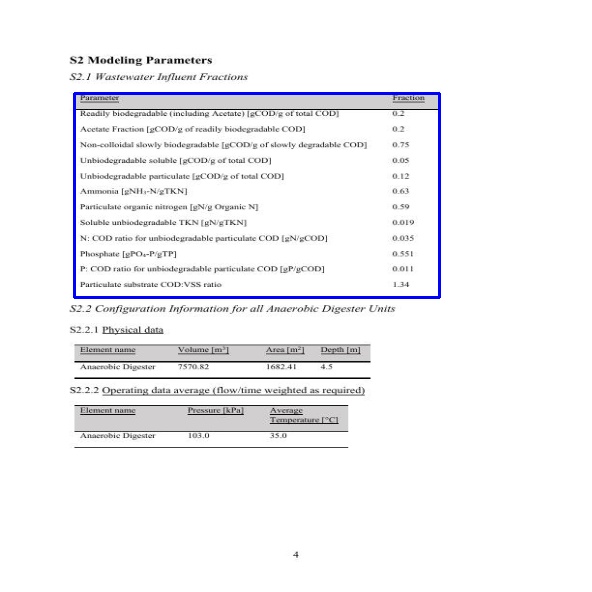 S2 Modeling Parameters
S2.1 Wastewater Influent Fractions
Parameter Fraction
Readily biodegradable (including Acetate) [gCOD/g of total COD] 0.2
Acetate Fraction [gCOD/g of readily biodegradable COD] 0.2
Non-colloidal slowly biodegradable [gCOD/g of slowly degradable COD] 0.75
Unbiodegradable soluble [gCOD/g of total COD] 0.05
Unbiodegradable particulate [gCOD/g of total COD] 0.12
Ammonia [gNH₃-N/gTKN] 0.63
Particulate organic nitrogen [gN/g Organic N] 0.59
Soluble unbiodegradable TKN [gN/gTKN] 0.019
N: COD ratio for unbiodegradable particulate COD [gN/gCOD] 0.035
Phosphate [gPO₄-P/gTP] 0.551
P: COD ratio for unbiodegradable particulate COD [gP/gCOD] 0.011
Particulate substrate COD:VSS ratio 1.34
S2.2 Configuration Information for all Anaerobic Digester Units
S2.2.1 Physical data
Element name Volume [m³] Area [m²] Depth [m]
Anaerobic Digester 7570.82 1682.41 4.5
S2.2.2 Operating data average (flow/time weighted as required)
Element name Pressure [kPa] Average
Temperature [°C]
Anaerobic Digester 103.0 35.0
4